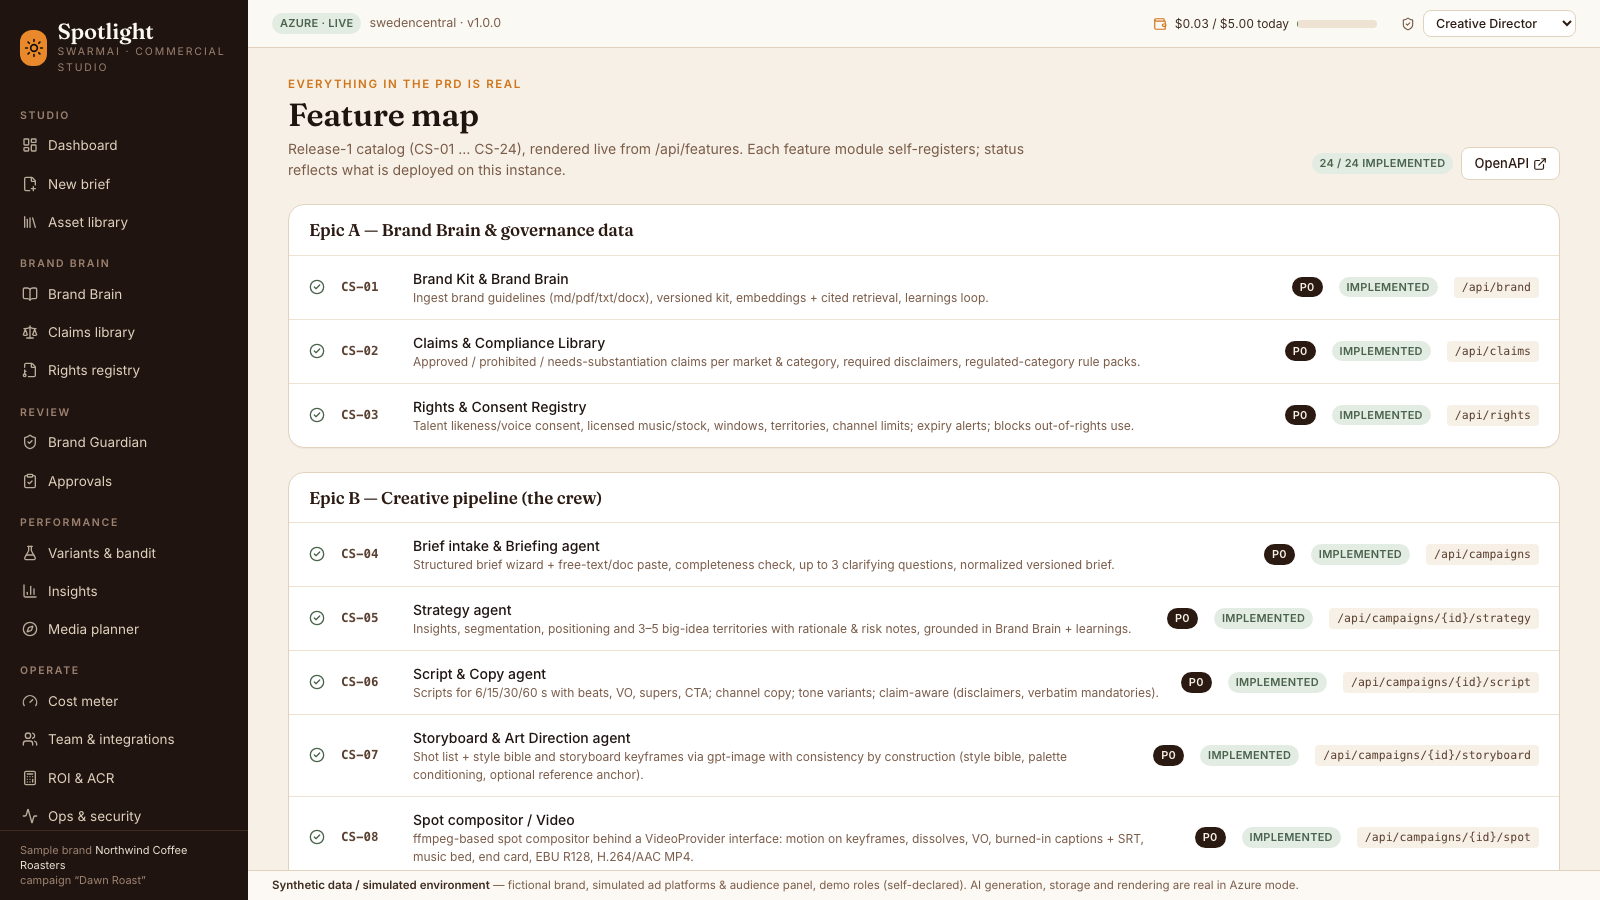 Spotlight
SWARMAI · COMMERCIAL
STUDIO
STUDIO
Dashboard
New brief
Asset library
BRAND BRAIN
Brand Brain
Claims library
Rights registry
REVIEW
Brand Guardian
Approvals
PERFORMANCE
Variants & bandit
Insights
Media planner
OPERATE
Cost meter
Team & integrations
ROI & ACR
Ops & security
Sample brand Northwind Coffee
Roasters
campaign “Dawn Roast”
AZURE · LIVE swedencentral · v1.0.0
$0.03 / $5.00 today
Creative Director
EVERYTHING IN THE PRD IS REAL
Feature map
Release-1 catalog (CS-01 … CS-24), rendered live from /api/features. Each feature module self-registers; status
reflects what is deployed on this instance.
24 / 24 IMPLEMENTED
OpenAPI
Epic A — Brand Brain & governance data
CS-01 Brand Kit & Brand Brain P0 IMPLEMENTED /api/brand
Ingest brand guidelines (md/pdf/txt/docx), versioned kit, embeddings + cited retrieval, learnings loop.
CS-02 Claims & Compliance Library P0 IMPLEMENTED /api/claims
Approved / prohibited / needs-substantiation claims per market & category, required disclaimers, regulated-category rule packs.
CS-03 Rights & Consent Registry P0 IMPLEMENTED /api/rights
Talent likeness/voice consent, licensed music/stock, windows, territories, channel limits; expiry alerts; blocks out-of-rights use.
Epic B — Creative pipeline (the crew)
CS-04 Brief intake & Briefing agent P0 IMPLEMENTED /api/campaigns
Structured brief wizard + free-text/doc paste, completeness check, up to 3 clarifying questions, normalized versioned brief.
CS-05 Strategy agent P0 IMPLEMENTED /api/campaigns/{id}/strategy
Insights, segmentation, positioning and 3–5 big-idea territories with rationale & risk notes, grounded in Brand Brain + learnings.
CS-06 Script & Copy agent P0 IMPLEMENTED /api/campaigns/{id}/script
Scripts for 6/15/30/60 s with beats, VO, supers, CTA; channel copy; tone variants; claim-aware (disclaimers, verbatim mandatories).
CS-07 Storyboard & Art Direction agent P0 IMPLEMENTED /api/campaigns/{id}/storyboard
Shot list + style bible and storyboard keyframes via gpt-image with consistency by construction (style bible, palette
conditioning, optional reference anchor).
CS-08 Spot compositor / Video P0 IMPLEMENTED /api/campaigns/{id}/spot
ffmpeg-based spot compositor behind a VideoProvider interface: motion on keyframes, dissolves, VO, burned-in captions + SRT,
music bed, end card, EBU R128, H.264/AAC MP4.
Synthetic data / simulated environment — fictional brand, simulated ad platforms & audience panel, demo roles (self-declared). AI generation, storage and rendering are real in Azure mode.